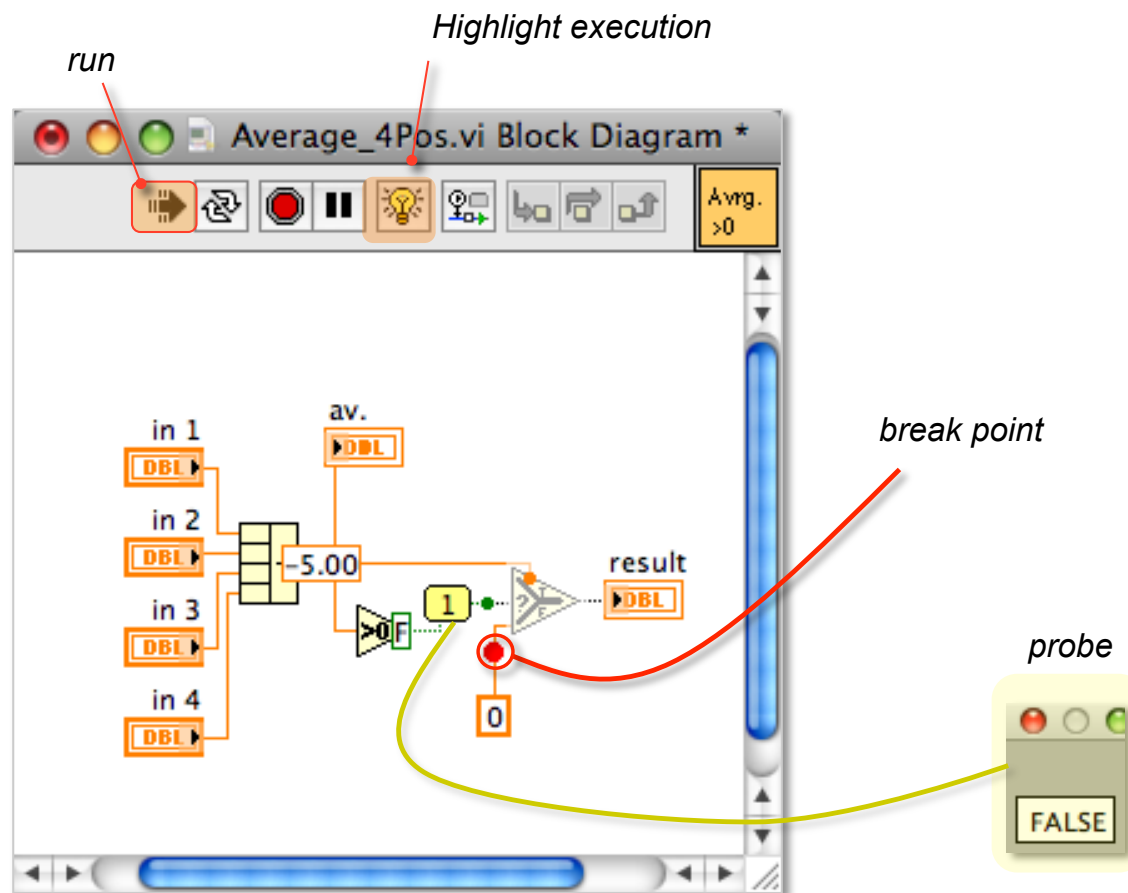 Highlight execution
run
Average_4Pos.vi Block Diagram *
Avrg.
>0
av.
DBL
in 1
DBL
break point
in 2
DBL
-5.00
result
DBL
?
T
F
1
in 3
DBL
>0
F
probe
in 4
DBL
0
FALSE